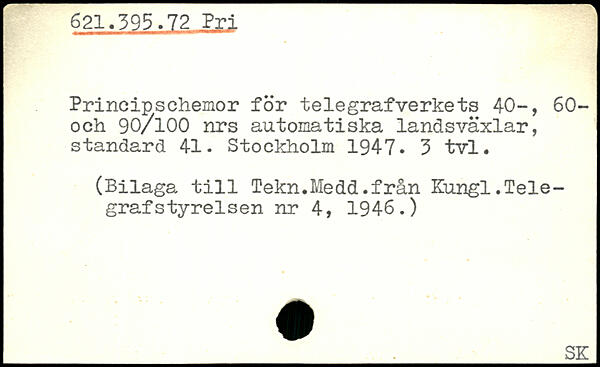 621.395.72 Pri
Principschemor för telegrafverkets 40-, 60-
och 90/100 nrs automatiska landsväxlar,
standard 41. Stockholm 1947. 3 tvl.
(Bilaga till Tekn.Medd.från Kungl.Tele-
grafstyrelsen nr 4, 1946.)
SK